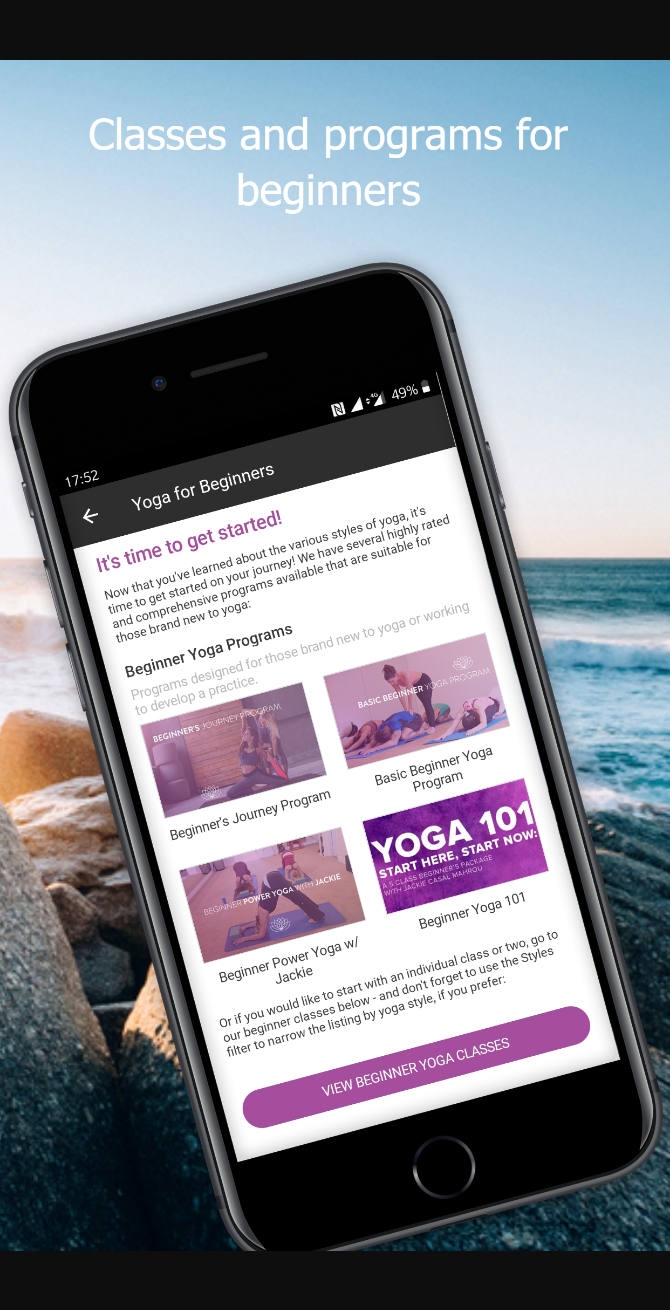 Classes and programs for
beginners
17:52
4G
49%
Yoga for Beginners
It's time to get started!
Now that you've learned about the various styles of yoga, it's
time to get started on your journey! We have several highly rated
and comprehensive programs available that are suitable for
those brand new to yoga:
Beginner Yoga Programs
Programs designed for those brand new to yoga or working
to develop a practice.
BEGINNER'S JOURNEY PROGRAM
BASIC BEGINNER YOGA PROGRAM
Beginner's Journey Program
Basic Beginner Yoga
Program
BEGINNER POWER YOGA WITH JACKIE
YOGA 101
START HERE, START NOW:
A 5 CLASS BEGINNER'S PACKAGE
WITH JACKIE CASAL MAHROU
Beginner Power Yoga w/
Jackie
Beginner Yoga 101
Or if you would like to start with an individual class or two, go to
our beginner classes below - and don't forget to use the Styles
filter to narrow the listing by yoga style, if you prefer:
VIEW BEGINNER YOGA CLASSES